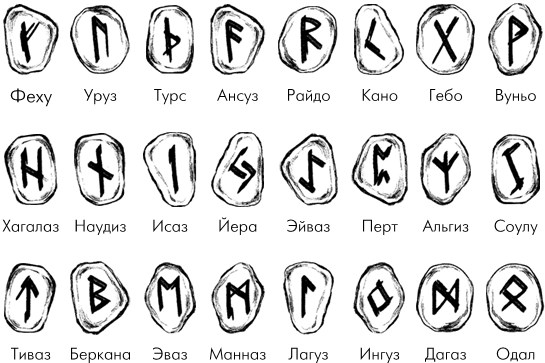 Феху Уруз Турс Ансуз Райдо Кано Гебо Вуньо
Хагалаз Наудиз Исаз Йера Эйваз Перт Альгиз Соулу
Тиваз Беркана Эваз Манназ Лагуз Ингуз Дагаз Одал